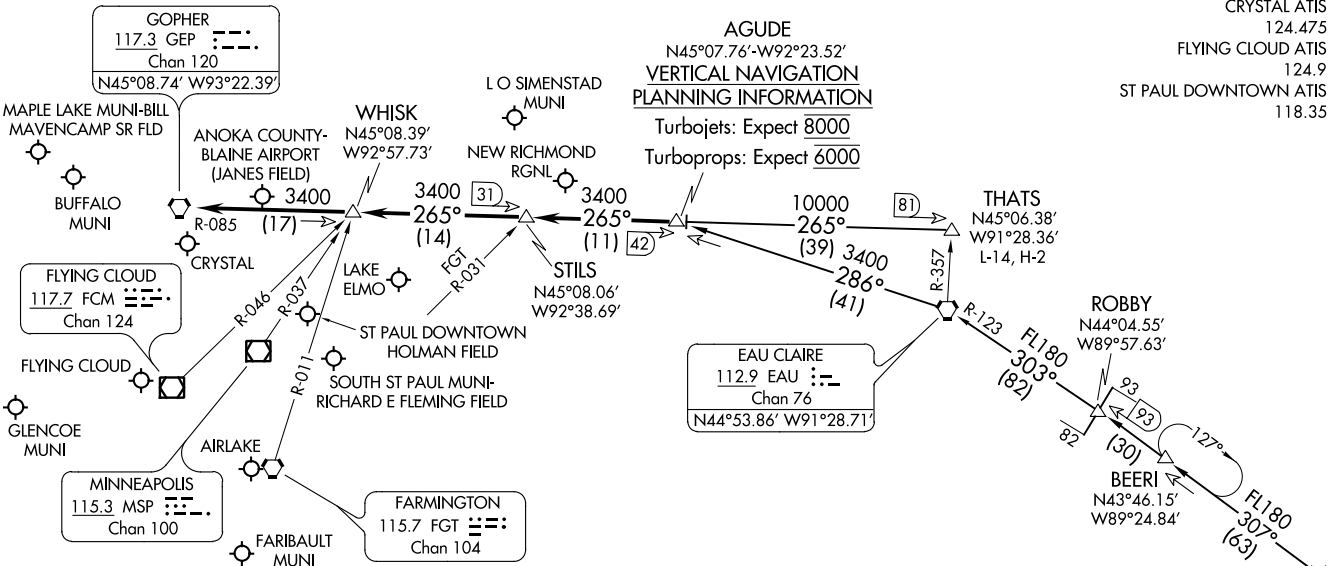 CRYSTAL ATIS
124.475
FLYING CLOUD ATIS
124.9
ST PAUL DOWNTOWN ATIS
118.35
GOPHER
117.3 GEP
Chan 120
N45°08.74' W93°22.39'
AGUDE
N45°07.76'-W92°23.52'
VERTICAL NAVIGATION
PLANNING INFORMATION
Turbojets: Expect 8000
Turboprops: Expect 6000
L O SIMENSTAD
MUNI
MAPLE LAKE MUNI-BILL
MAVENCAMP SR FLD
ANOKA COUNTY-
BLAINE AIRPORT
(JANES FIELD)
WHISK
N45°08.39'
W92°57.73'
NEW RICHMOND
RGNL
BUFFALO
MUNI
3400
R-085
(17)
3400
265°
(14)
31
3400
265°
(11)
42
10000
265°
(39)
81
THATS
N45°06.38'
W91°28.36'
L-14, H-2
CRYSTAL
3400
286°
(41)
R-357
FLYING CLOUD
117.7 FCM
Chan 124
LAKE
ELMO
FGT
R-031
STILS
N45°08.06'
W92°38.69'
R-046
R-037
R-011
R-123
ROBBY
N44°04.55'
W89°57.63'
FL180
303°
(82)
ST PAUL DOWNTOWN
HOLMAN FIELD
FLYING CLOUD
SOUTH ST PAUL MUNI-
RICHARD E FLEMING FIELD
EAU CLAIRE
112.9 EAU
Chan 76
N44°53.86' W91°28.71'
GLENCOE
MUNI
93
93
82
(30)
127°
AIRLAKE
MINNEAPOLIS
115.3 MSP
Chan 100
FARMINGTON
115.7 FGT
Chan 104
BEERI
N43°46.15'
W89°24.84'
FL180
307°
(63)
FARIBAULT
MUNI